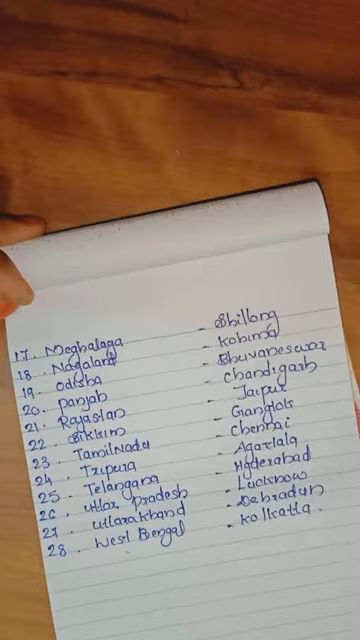 17. Meghalaga - Shillong
18. Nagaland - kohima
19. odisha - Bhuvaneswar
20. panjab - chandigarh
21. Rajastan - Jaipur
22. sikkim - Gangtok
23. TamilNadu - chennai
24. Tripura - Agartala
25. Telangana - Hyderabad
26. uttar pradesh - Lucknow
27. uttarakhand - Dehradun
28. west Bengal - kolkatta.